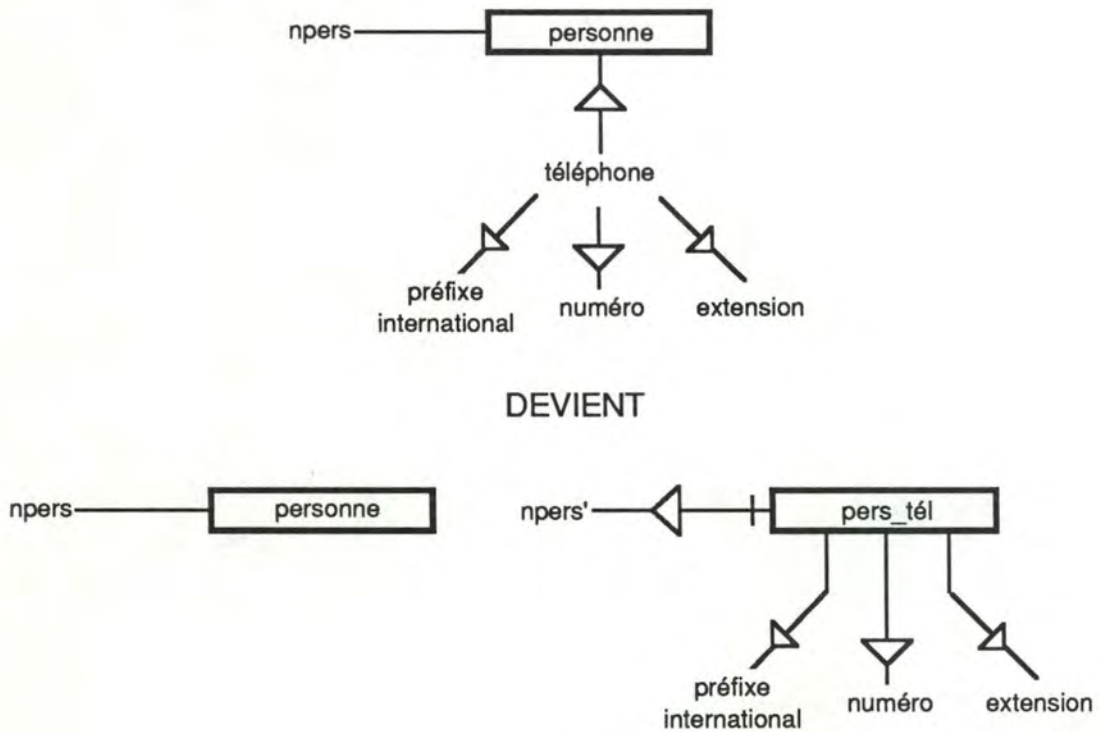 npers
personne
téléphone
préfixe
international
numéro
extension
DEVIENT
npers
personne
npers'
pers_tél
préfixe
international
numéro
extension